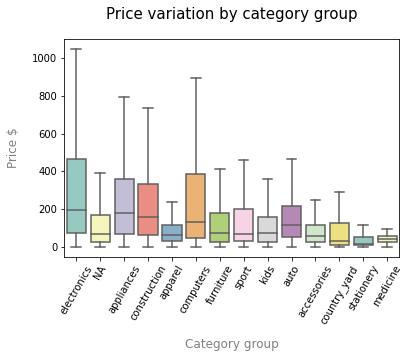 Price variation by category group
Price $
1000
800
600
400
200
0
electronics
NA
appliances
construction
apparel
computers
furniture
sport
kids
auto
accessories
country_yard
stationery
medicine
Category group